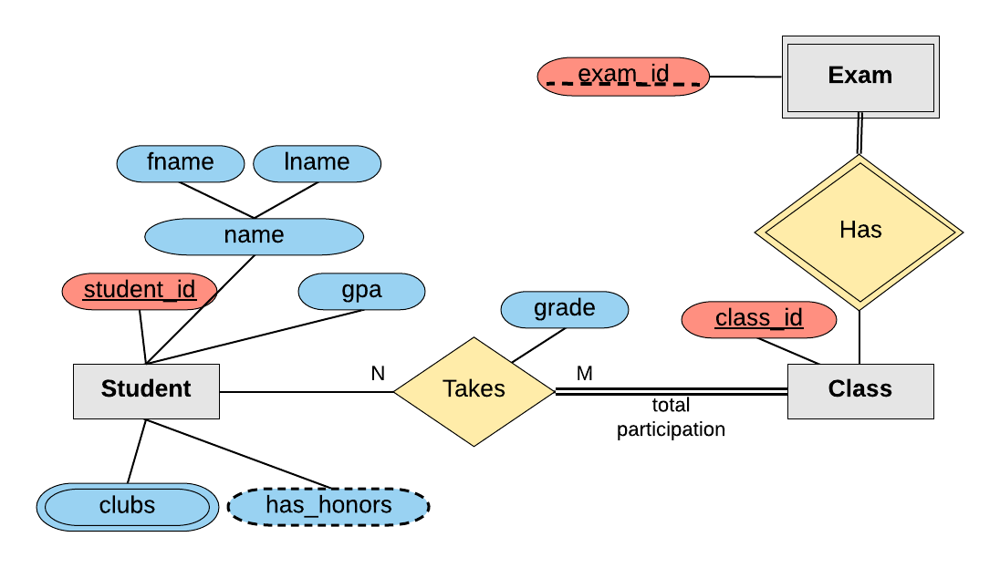 exam_id
Exam
fname
lname
name
Has
student_id
gpa
grade
class_id
N
M
Student
Takes
Class
total
participation
clubs
has_honors